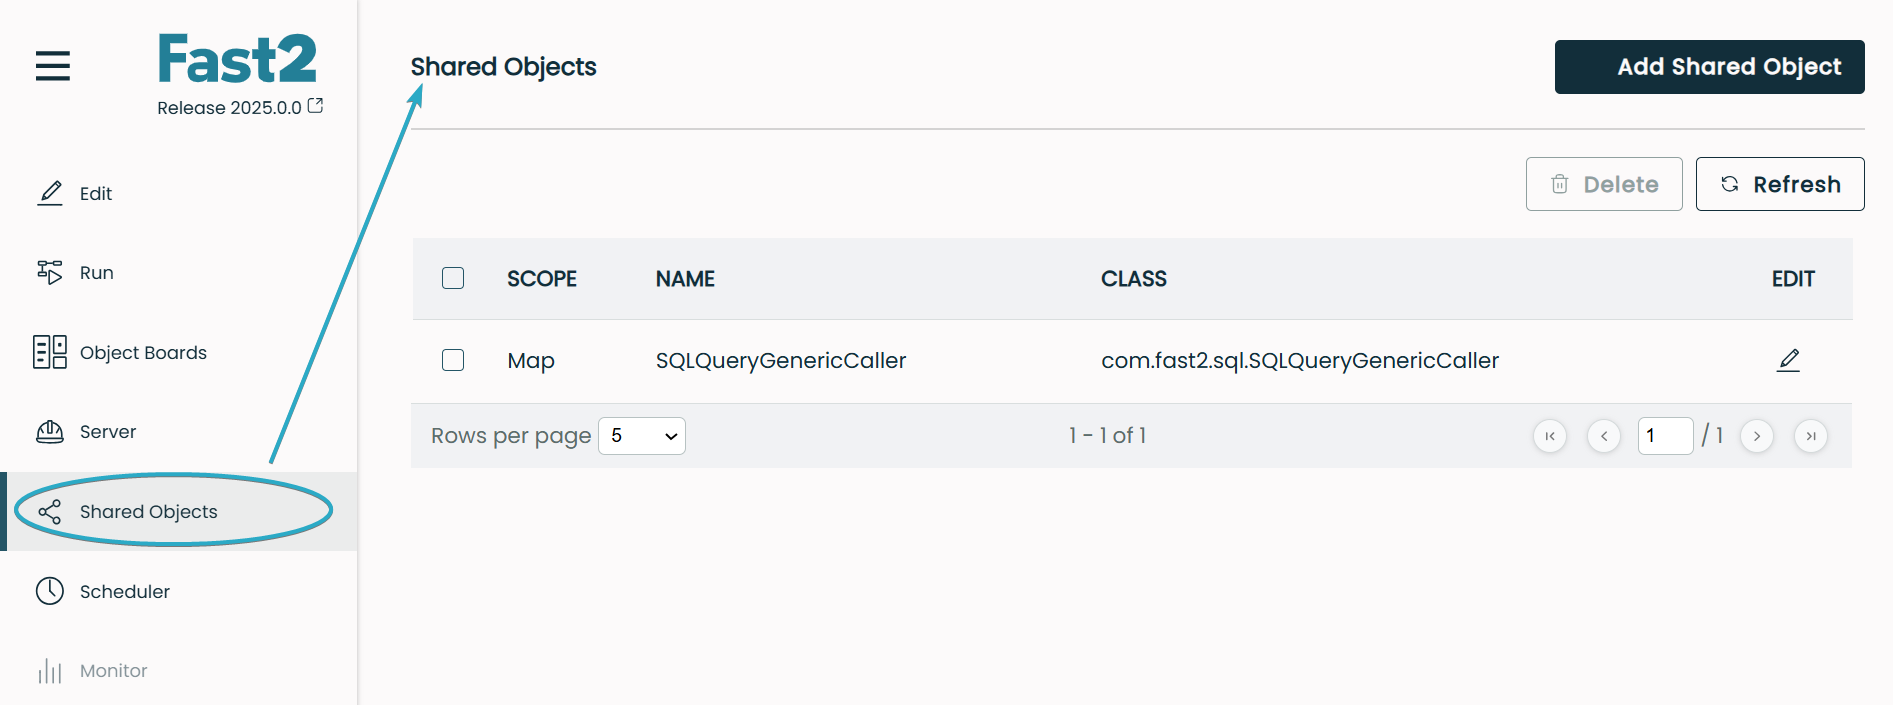 Fast2
Release 2025.0.0
Edit
Run
Object Boards
Server
Shared Objects
Scheduler
Monitor
Shared Objects
Add Shared Object
Delete Refresh
SCOPE NAME CLASS EDIT
Map SQLQueryGenericCaller com.fast2.sql.SQLQueryGenericCaller
Rows per page 5 1 - 1 of 1 1 / 1